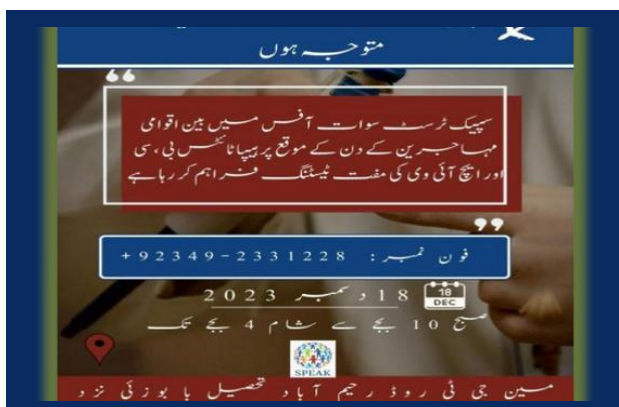 متوجہ ہوں
سپیک ٹرسٹ سوات آفس میں بین اقوامی
مہاجرین کے دن کے موقع پر ہیپاٹائٹس بی، سی
اور ایچ آئی وی کی مفت ٹیسٹنگ فراہم کر رہا ہے
فون نمبر: 92349-2331228+
18 دسمبر 2023
18
DEC
صبح 10 بجے سے شام 4 بجے تک
SPEAK
مین جی ٹی روڈ رحیم آباد تحصیل بابوزئی نزد